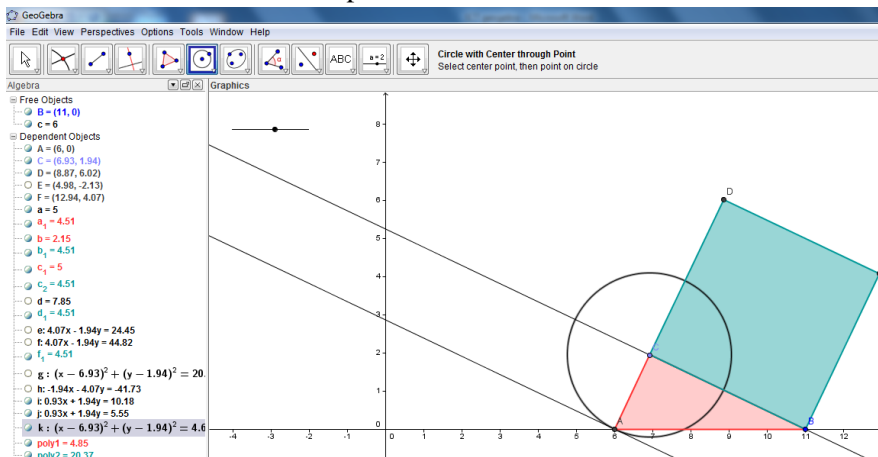 GeoGebra
File Edit View Perspectives Options Tools Window Help
ABC
a=2
Circle with Center through Point
Select center point, then point on circle
Algebra
Graphics
Free Objects
B = (11, 0)
c = 6
Dependent Objects
A = (6, 0)
C = (6.93, 1.94)
D = (8.87, 6.02)
E = (4.98, -2.13)
F = (12.94, 4.07)
a = 5
a₁ = 4.51
b = 2.15
b₁ = 4.51
c₁ = 5
c₂ = 4.51
d = 7.85
d₁ = 4.51
e: 4.07x - 1.94y = 24.45
f: 4.07x - 1.94y = 44.82
f₁ = 4.51
g : (x − 6.93)² + (y − 1.94)² = 20.
h: -1.94x - 4.07y = -41.73
i: 0.93x + 1.94y = 10.18
j: 0.93x + 1.94y = 5.55
k : (x − 6.93)² + (y − 1.94)² = 4.6
poly1 = 4.85
poly2 = 20.37
8
7
6
5
4
3
2
1
0
-4 -3 -2 -1 0 1 2 3 4 5 6 7 8 9 10 11 12
D
C
A
B